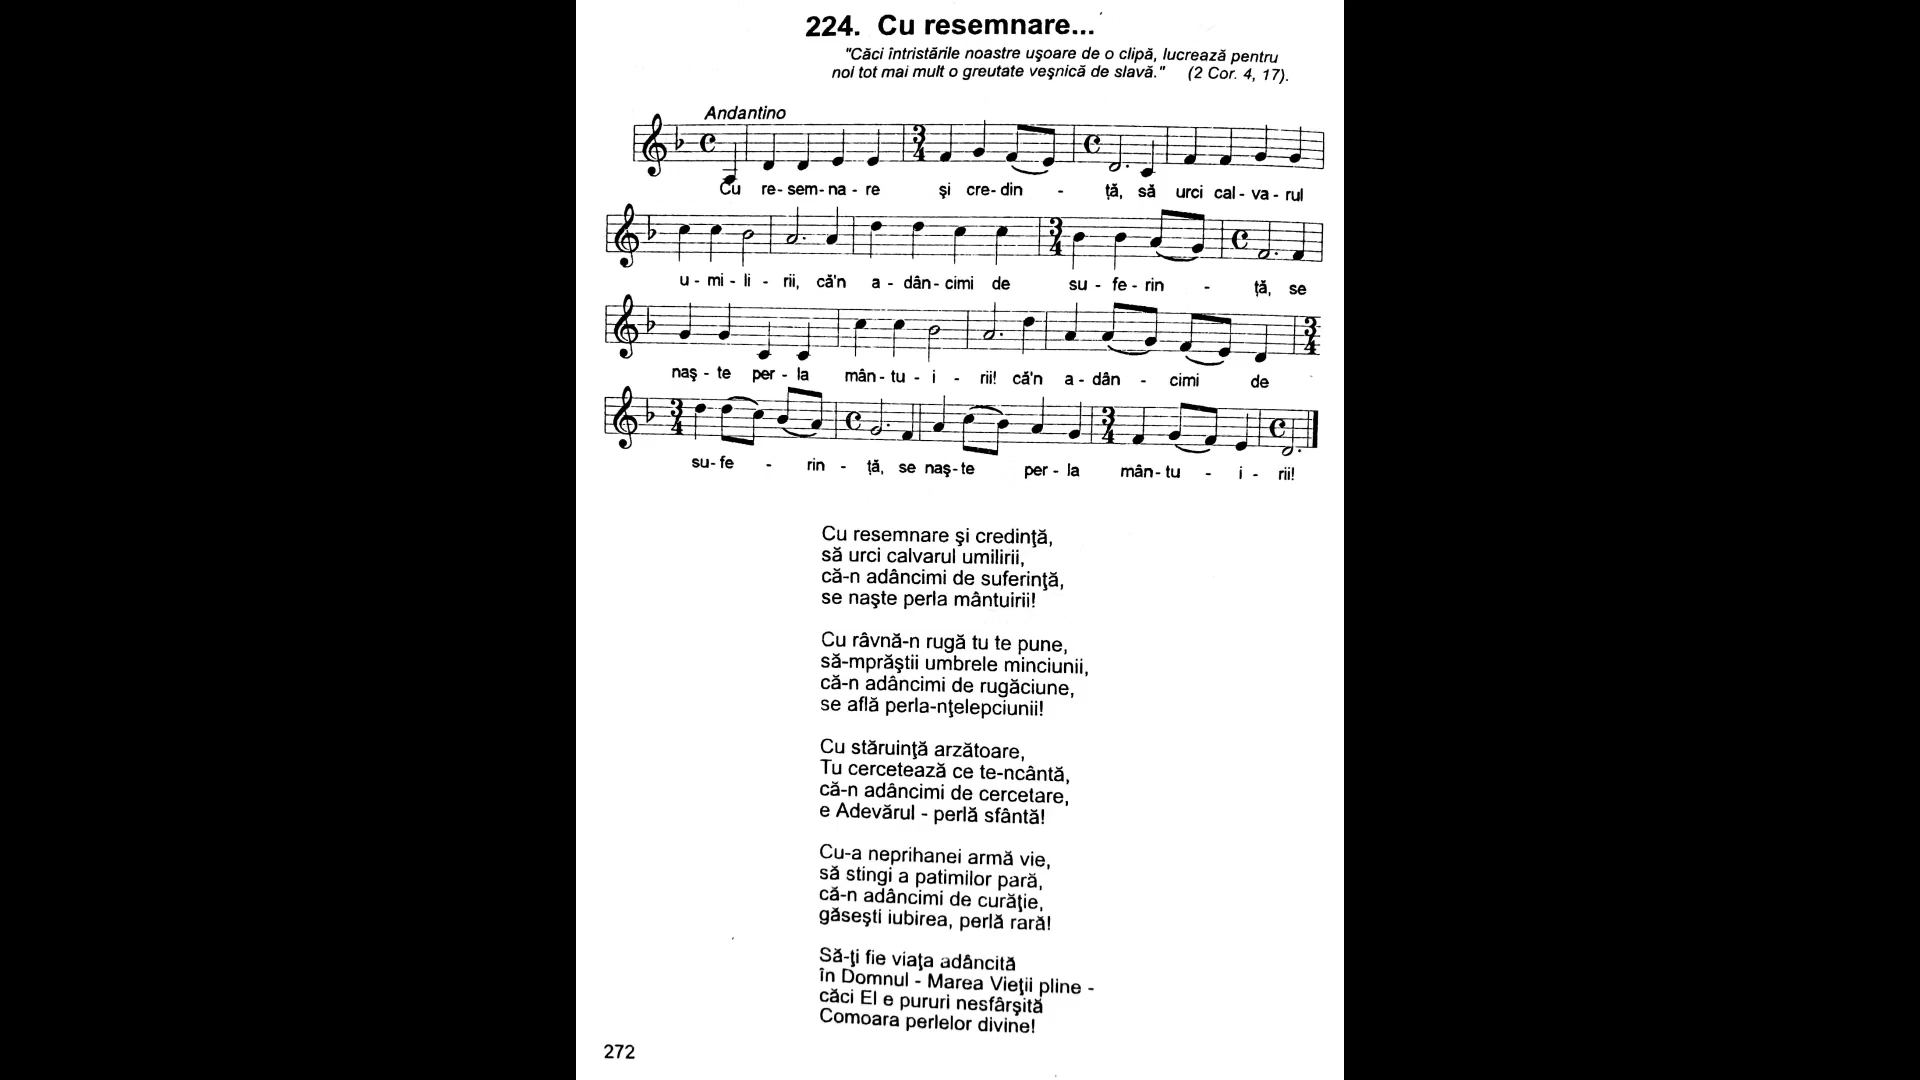 224. Cu resemnare...
"Căci întristările noastre uşoare de o clipă, lucrează pentru
noi tot mai mult o greutate veşnică de slavă." (2 Cor. 4, 17).
Andantino
Cu re-sem-na-re şi cre-din - ţă, să urci cal-va-rul
u-mi-li-rii, că'n a-dân-cimi de su-fe-rin - ţă, se
naş-te per-la mân-tu-i-rii! că'n a-dân - cimi de
su-fe - rin - ţă, se naş-te per-la mân-tu - i - rii!
Cu resemnare şi credinţă,
să urci calvarul umilirii,
că-n adâncimi de suferinţă,
se naşte perla mântuirii!
Cu râvnă-n rugă tu te pune,
să-mprăştii umbrele minciunii,
că-n adâncimi de rugăciune,
se află perla-nţelepciunii!
Cu stăruinţă arzătoare,
Tu cercetează ce te-ncântă,
că-n adâncimi de cercetare,
e Adevărul - perlă sfântă!
Cu-a neprihanei armă vie,
să stingi a patimilor pară,
că-n adâncimi de curăţie,
găseşti iubirea, perlă rară!
Să-ţi fie viaţa adâncită
în Domnul - Marea Vieţii pline -
căci El e pururi nesfârşită
Comoara perlelor divine!
272